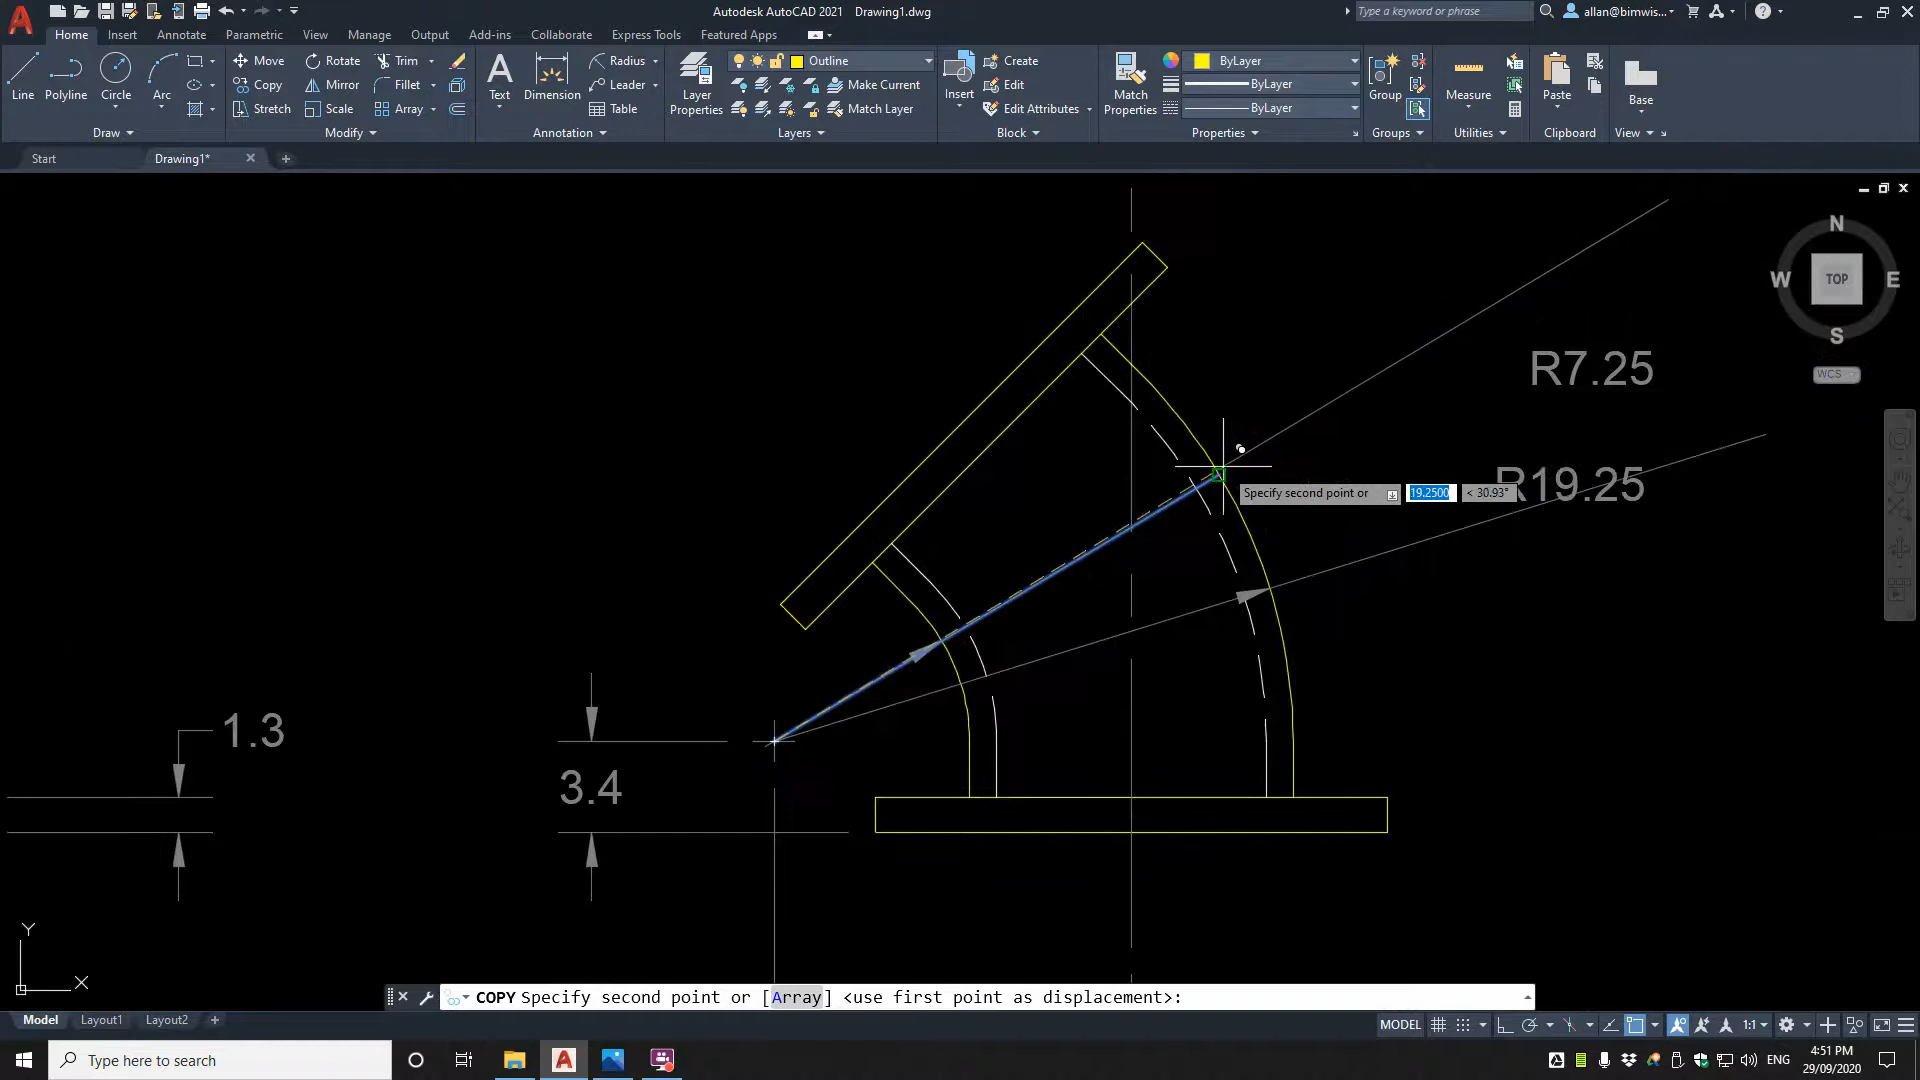 Autodesk AutoCAD 2021 Drawing1.dwg
Type a keyword or phrase
allan@bimwis...
Home Insert Annotate Parametric View Manage Output Add-ins Collaborate Express Tools Featured Apps
Line Polyline Circle Arc
Move Rotate Trim
Copy Mirror Fillet
Stretch Scale Array
Text Dimension
Radius
Leader
Table
Layer Properties
Outline
Make Current
Match Layer
Insert
Create
Edit
Edit Attributes
Match Properties
ByLayer
ByLayer
ByLayer
Group
Measure
Paste
Base
Draw Modify Annotation Layers Block Properties Groups Utilities Clipboard View
Start Drawing1*
N
W TOP E
S
WCS
R7.25
R19.25
Specify second point or 19.2500 < 30.93°
1.3
3.4
Y
X
COPY Specify second point or [Array] <use first point as displacement>:
Model Layout1 Layout2
MODEL 1:1
Type here to search
ENG
4:51 PM
29/09/2020